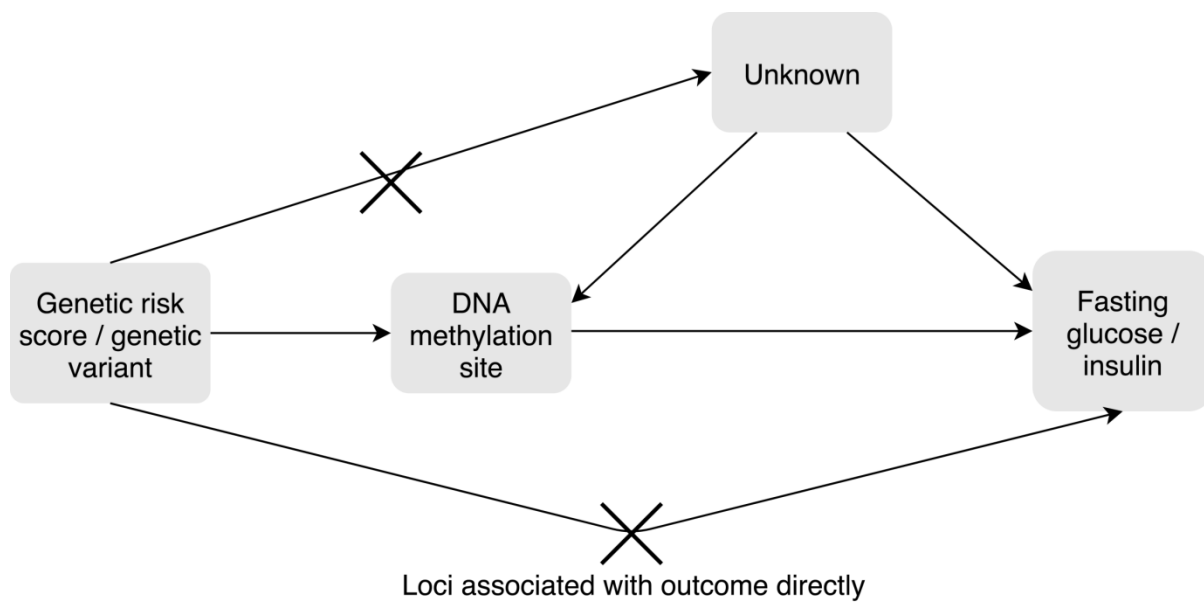 Unknown
Genetic risk
score / genetic
variant
DNA
methylation
site
Fasting
glucose /
insulin
Loci associated with outcome directly